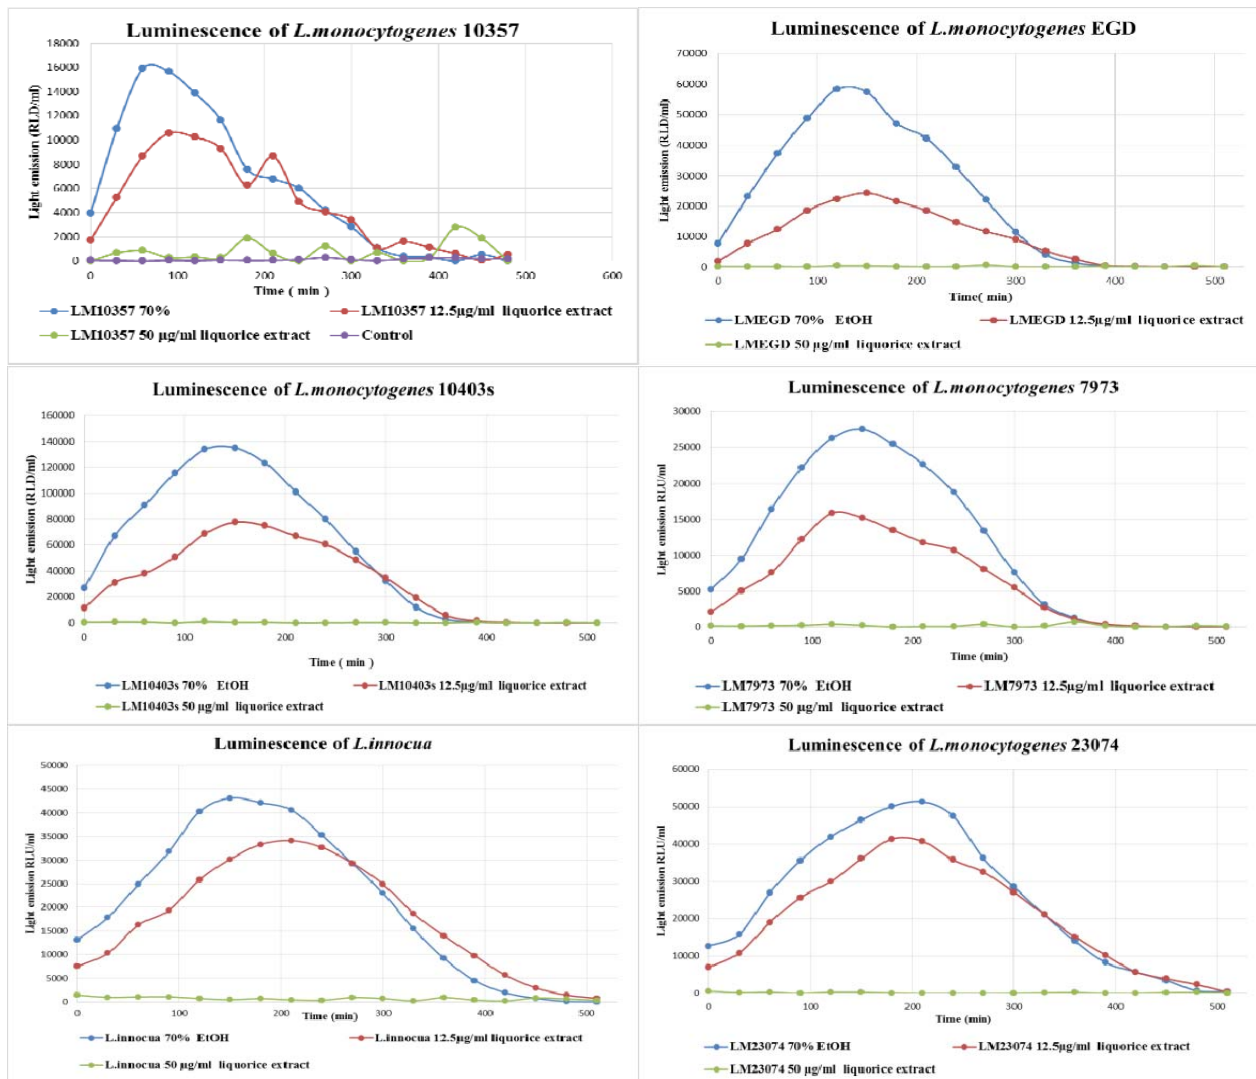 Luminescence of L.monocytogenes 10357
Light emission (RLD/ml)
18000
16000
14000
12000
10000
8000
6000
4000
2000
0
0 100 200 300 400 500 600
Time ( min )
LM10357 70% LM10357 12.5µg/ml liquorice extract
LM10357 50 µg/ml liquorice extract Control
Luminescence of L.monocytogenes EGD
Light emission (RLD/ml)
70000
60000
50000
40000
30000
20000
10000
0
0 100 200 300 400 500
Time( min)
LMEGD 70% EtOH LMEGD 12.5µg/ml liquorice extract
LMEGD 50 µg/ml liquorice extract
Luminescence of L.monocytogenes 10403s
Light emission (RLD/ml)
160000
140000
120000
100000
80000
60000
40000
20000
0
0 100 200 300 400 500
Time ( min )
LM10403s 70% EtOH LM10403s 12.5µg/ml liquorice extract
LM10403s 50 µg/ml liquorice extract
Luminescence of L.monocytogenes 7973
Light emission RLU/ml
30000
25000
20000
15000
10000
5000
0
0 100 200 300 400 500
Time (min)
LM7973 70% EtOH LM7973 12.5µg/ml liquorice extract
LM7973 50 µg/ml liquorice extract
Luminescence of L.innocua
Light emission RLU/ml
50000
45000
40000
35000
30000
25000
20000
15000
10000
5000
0
0 100 200 300 400 500
Time (min)
L.innocua 70% EtOH L.innocua 12.5µg/ml liquorice extract
L.innocua 50 µg/ml liquorice extract
Luminescence of L.monocytogenes 23074
Light emission RLU/ml
60000
50000
40000
30000
20000
10000
0
0 100 200 300 400 500
Time (min)
LM23074 70% EtOH LM23074 12.5µg/ml liquorice extract
LM23074 50 µg/ml liquorice extract